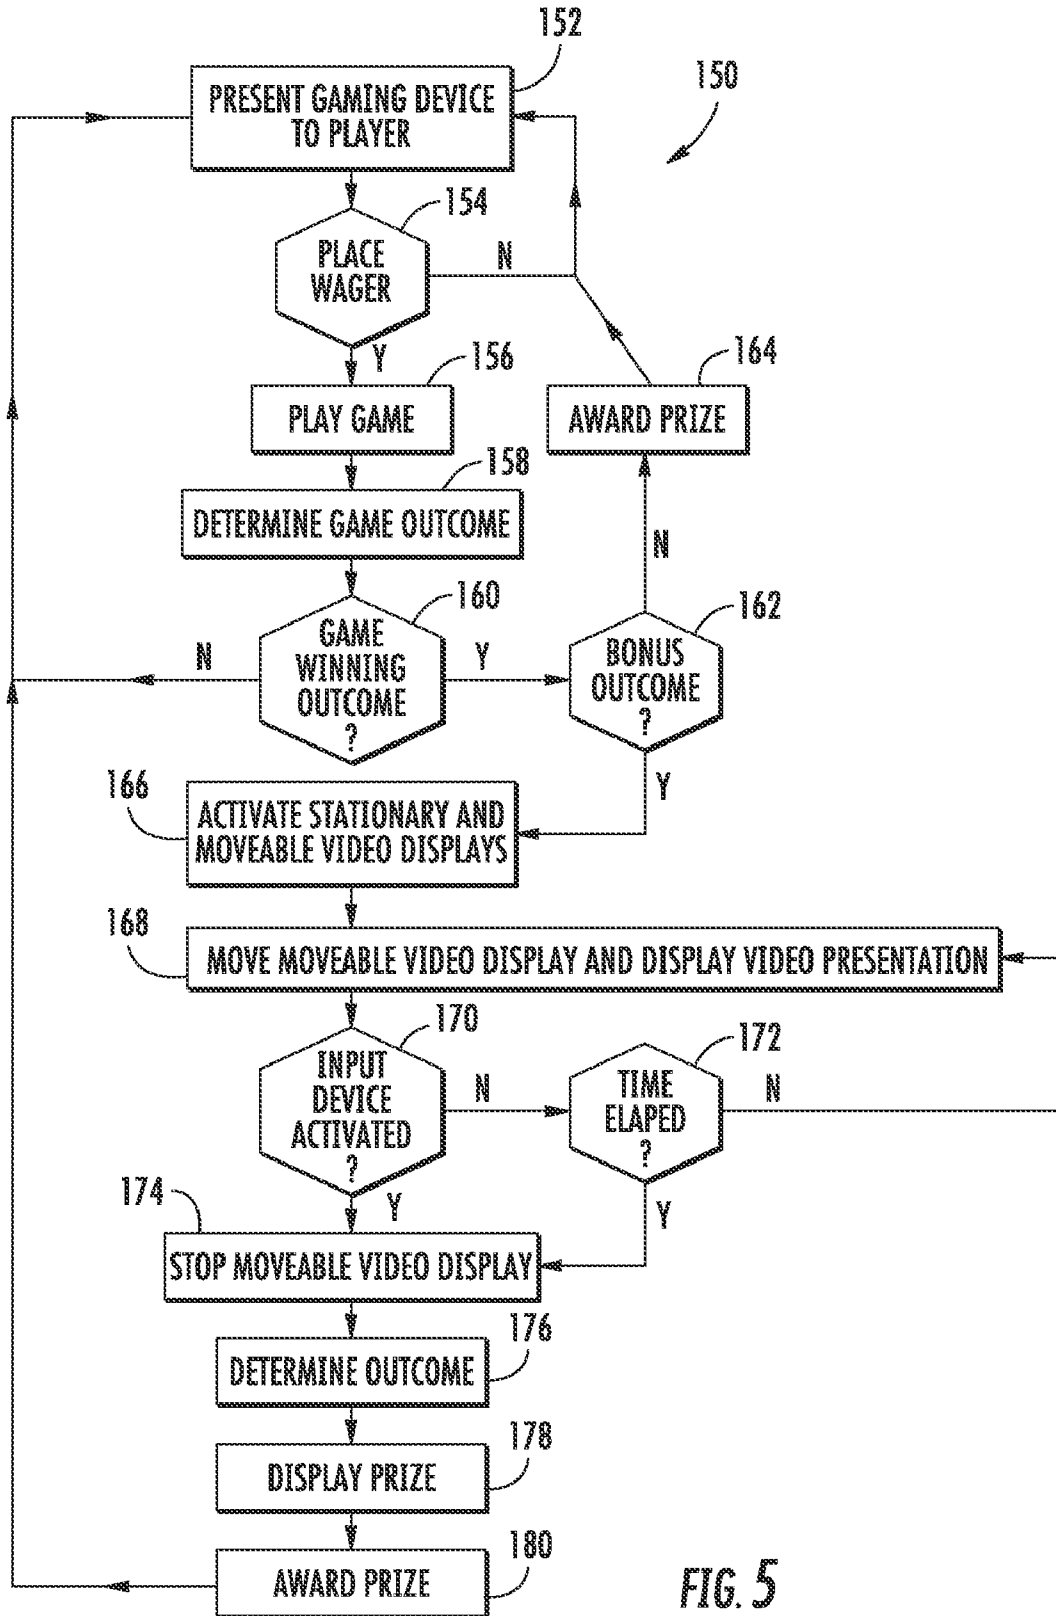 152
PRESENT GAMING DEVICE
TO PLAYER
150
154
PLACE
WAGER
N
Y
156
PLAY GAME
164
AWARD PRIZE
158
DETERMINE GAME OUTCOME
N
160
GAME
WINNING
OUTCOME
?
N
Y
162
BONUS
OUTCOME
?
Y
166
ACTIVATE STATIONARY AND
MOVEABLE VIDEO DISPLAYS
168
MOVE MOVEABLE VIDEO DISPLAY AND DISPLAY VIDEO PRESENTATION
170
INPUT
DEVICE
ACTIVATED
?
N
172
TIME
ELAPED
?
N
Y
Y
174
STOP MOVEABLE VIDEO DISPLAY
176
DETERMINE OUTCOME
178
DISPLAY PRIZE
180
AWARD PRIZE
FIG. 5